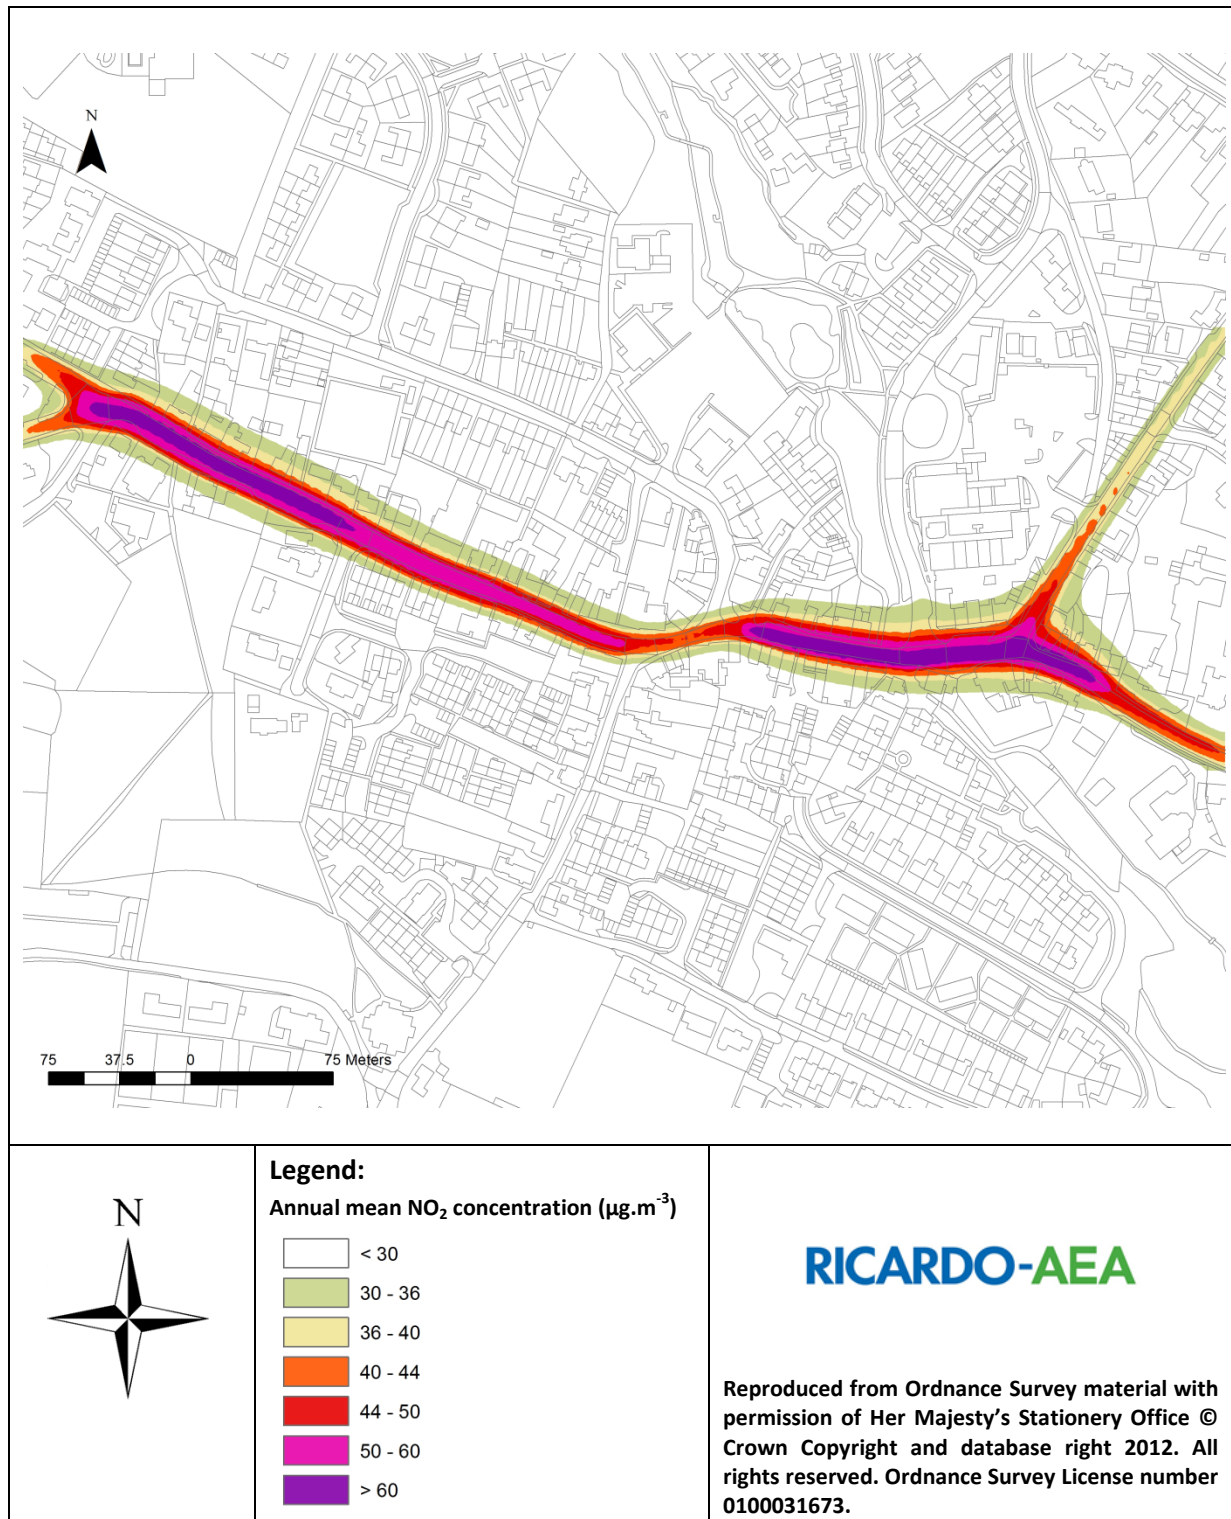 N
75 37.5 0 75 Meters
N
Legend:
Annual mean NO₂ concentration (µg.m⁻³)
< 30
30 - 36
36 - 40
40 - 44
44 - 50
50 - 60
> 60
RICARDO-AEA
Reproduced from Ordnance Survey material with
permission of Her Majesty’s Stationery Office ©
Crown Copyright and database right 2012. All
rights reserved. Ordnance Survey License number
0100031673.